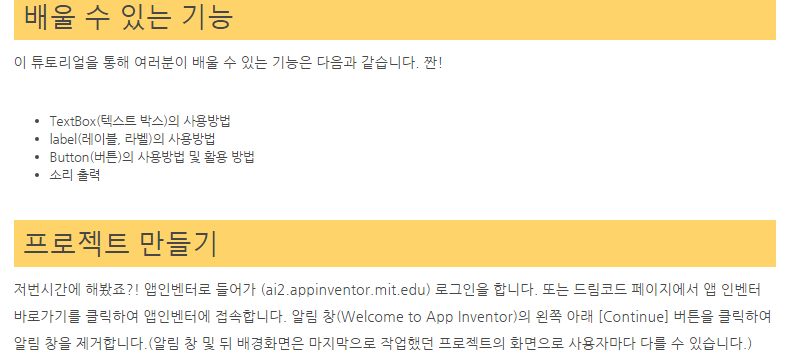 배울 수 있는 기능
이 튜토리얼을 통해 여러분이 배울 수 있는 기능은 다음과 같습니다. 짠!
• TextBox(텍스트 박스)의 사용방법
• label(레이블, 라벨)의 사용방법
• Button(버튼)의 사용방법 및 활용 방법
• 소리 출력
프로젝트 만들기
저번시간에 해봤죠?! 앱인벤터로 들어가 (ai2.appinventor.mit.edu) 로그인을 합니다. 또는 드림코드 페이지에서 앱 인벤터
바로가기를 클릭하여 앱인벤터에 접속합니다. 알림 창(Welcome to App Inventor)의 왼쪽 아래 [Continue] 버튼을 클릭하여
알림 창을 제거합니다.(알림 창 및 뒤 배경화면은 마지막으로 작업했던 프로젝트의 화면으로 사용자마다 다를 수 있습니다.)